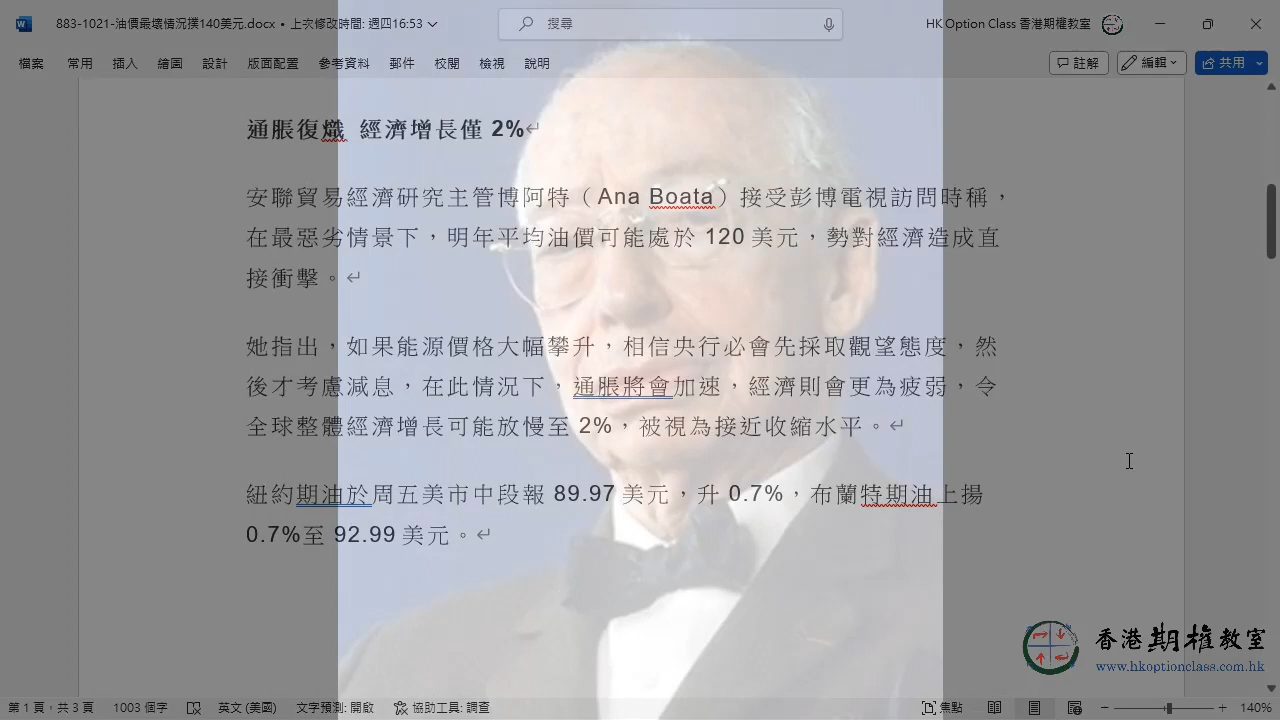 883-1021-油價最壞情況撲140美元.docx • 上次修改時間: 週四16:53
搜尋
HK Option Class 香港期權教室
檔案 常用 插入 繪圖 設計 版面配置 參考資料 郵件 校閱 檢視 說明
註解 編輯 共用
通脹復熾 經濟增長僅 2%
安聯貿易經濟研究主管博阿特（Ana Boata）接受彭博電視訪問時稱，
在最惡劣情景下，明年平均油價可能處於 120 美元，勢對經濟造成直
接衝擊。
她指出，如果能源價格大幅攀升，相信央行必會先採取觀望態度，然
後才考慮減息，在此情況下，通脹將會加速，經濟則會更為疲弱，令
全球整體經濟增長可能放慢至 2%，被視為接近收縮水平。
紐約期油於周五美市中段報 89.97 美元，升 0.7%，布蘭特期油上揚
0.7%至 92.99 美元。
香港期權教室
www.hkoptionclass.com.hk
第 1 頁，共 3 頁 1003 個字 英文 (美國) 文字預測: 開啟 協助工具: 調查 焦點 140%